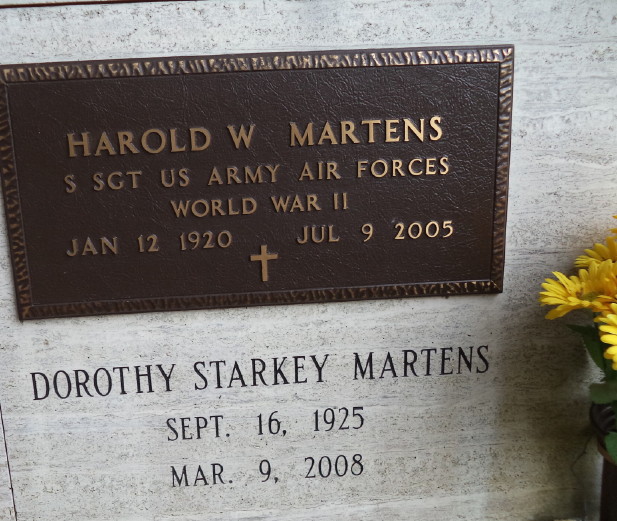 HAROLD W MARTENS
S SGT US ARMY AIR FORCES
WORLD WAR II
JAN 12 1920 JUL 9 2005
DOROTHY STARKEY MARTENS
SEPT. 16, 1925
MAR. 9, 2008